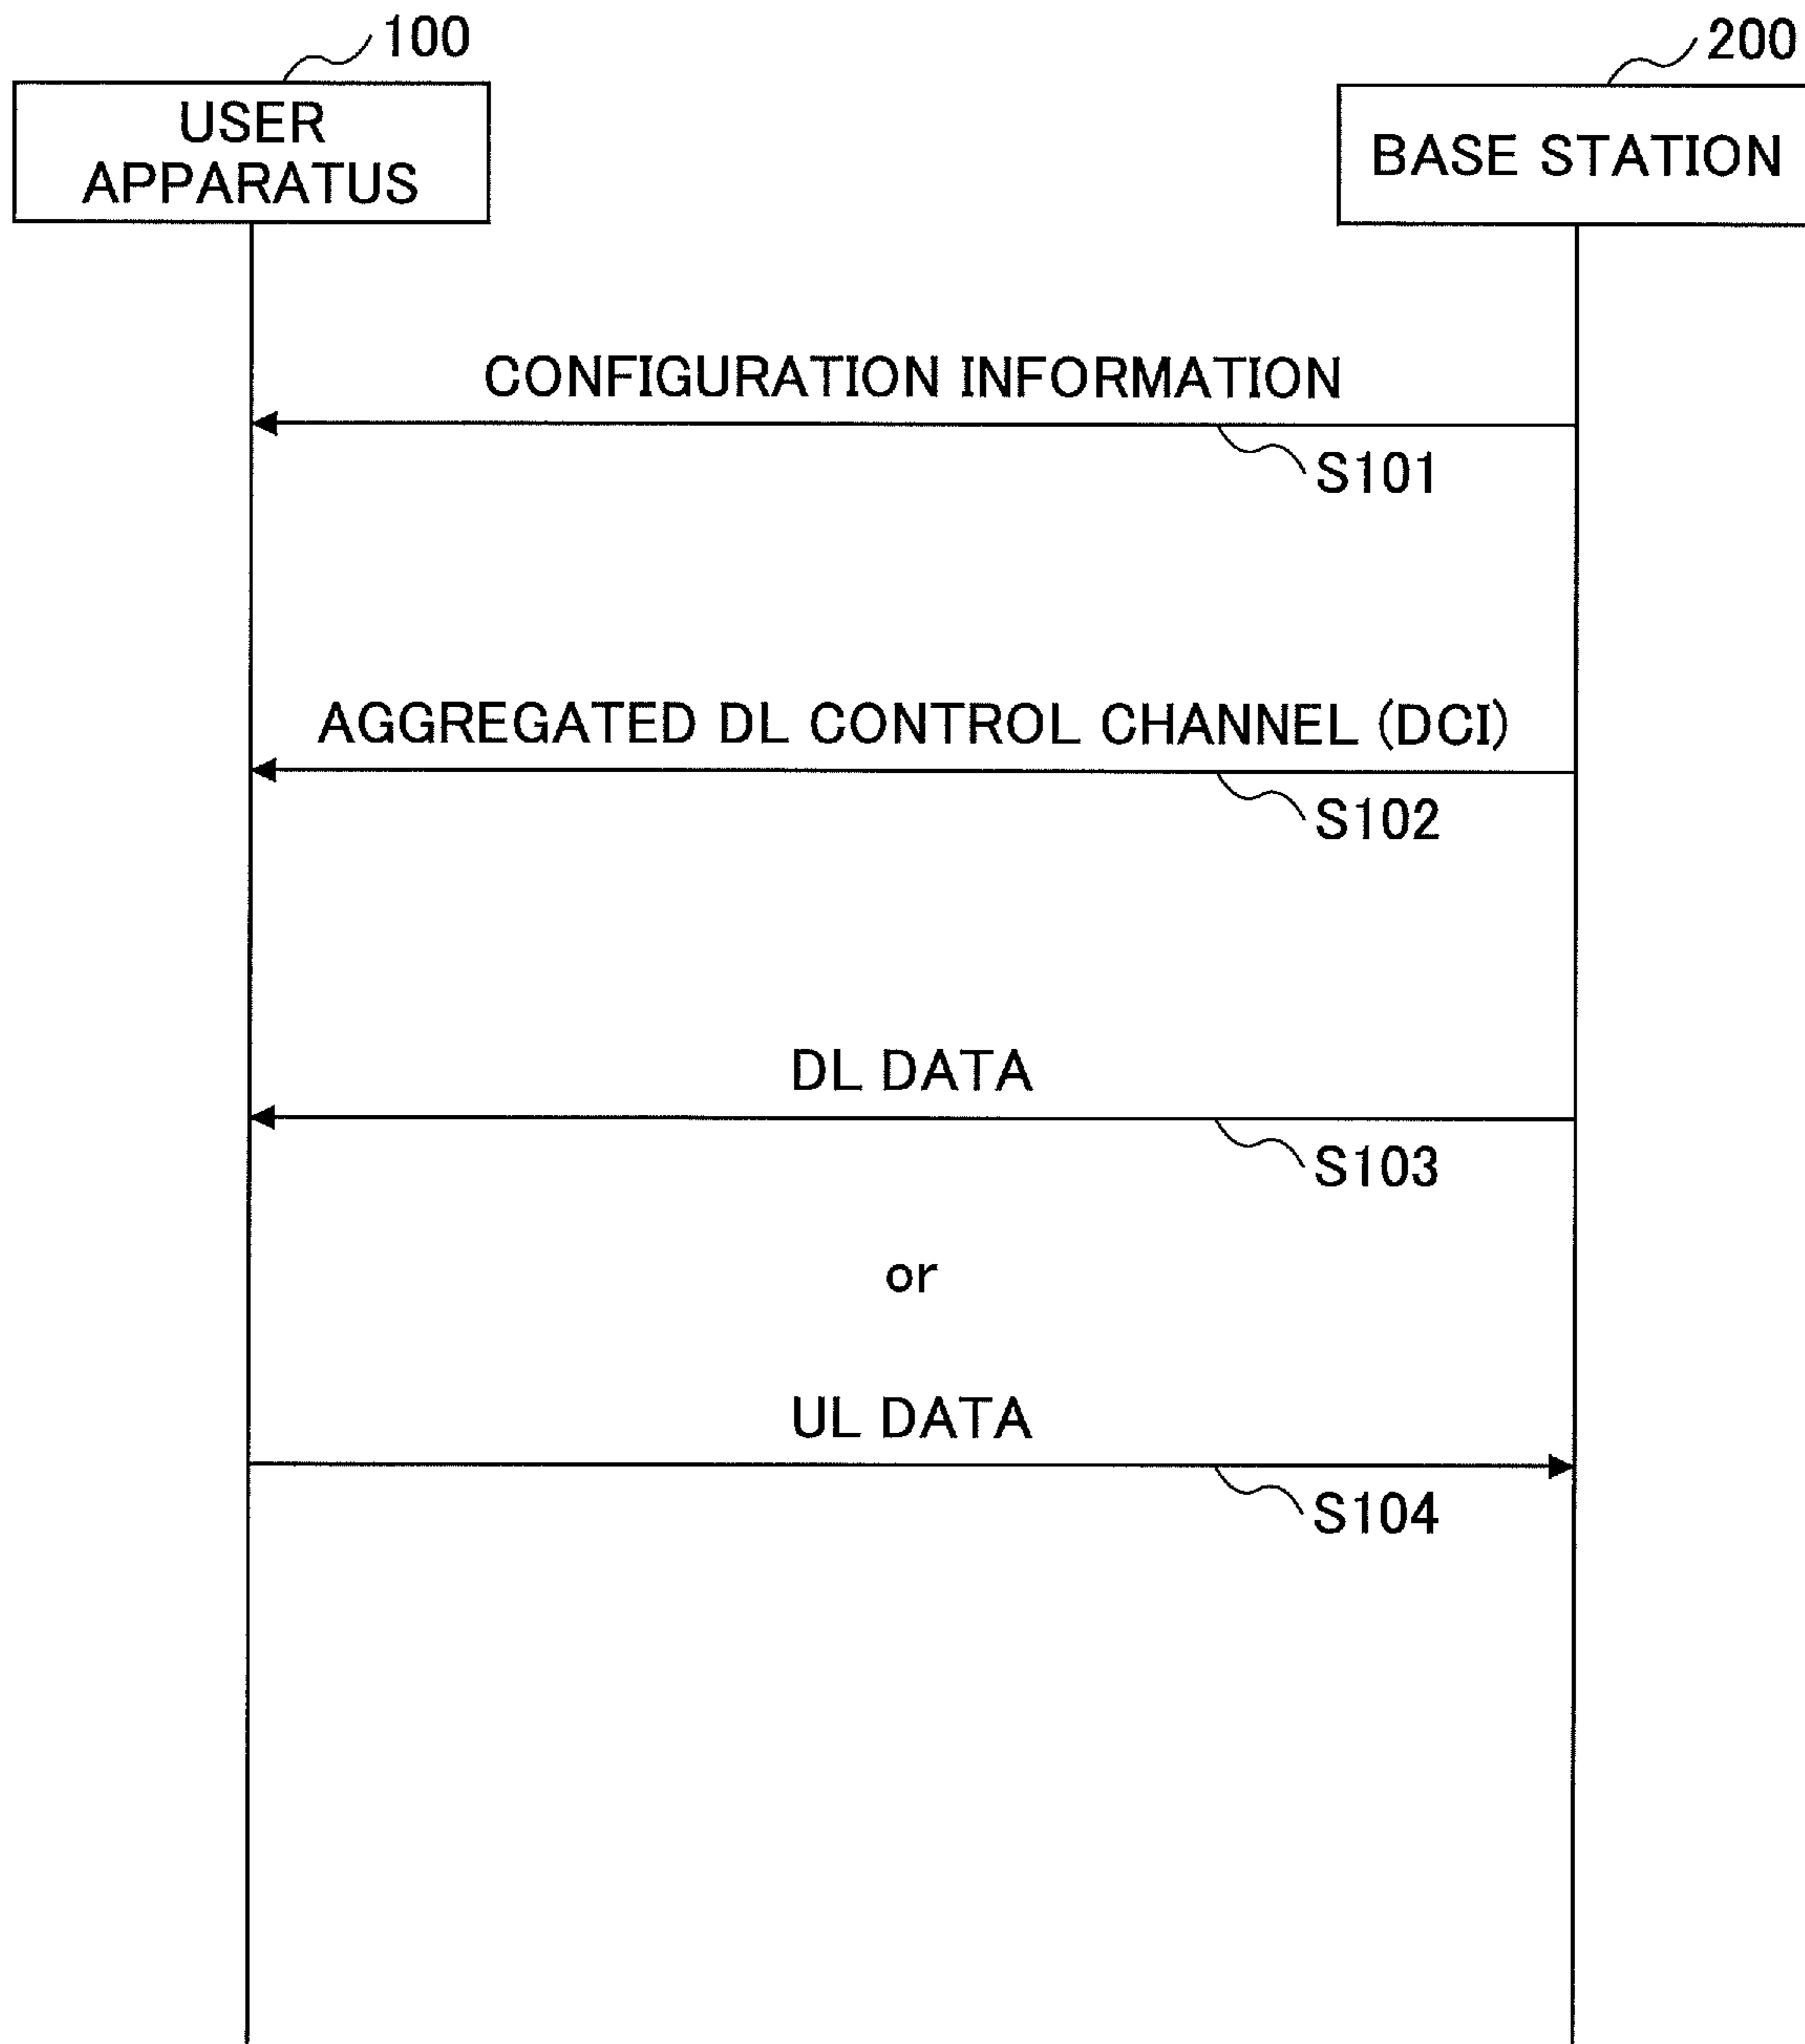 100
200
USER
APPARATUS
BASE STATION
CONFIGURATION INFORMATION
S101
AGGREGATED DL CONTROL CHANNEL (DCI)
S102
DL DATA
S103
or
UL DATA
S104